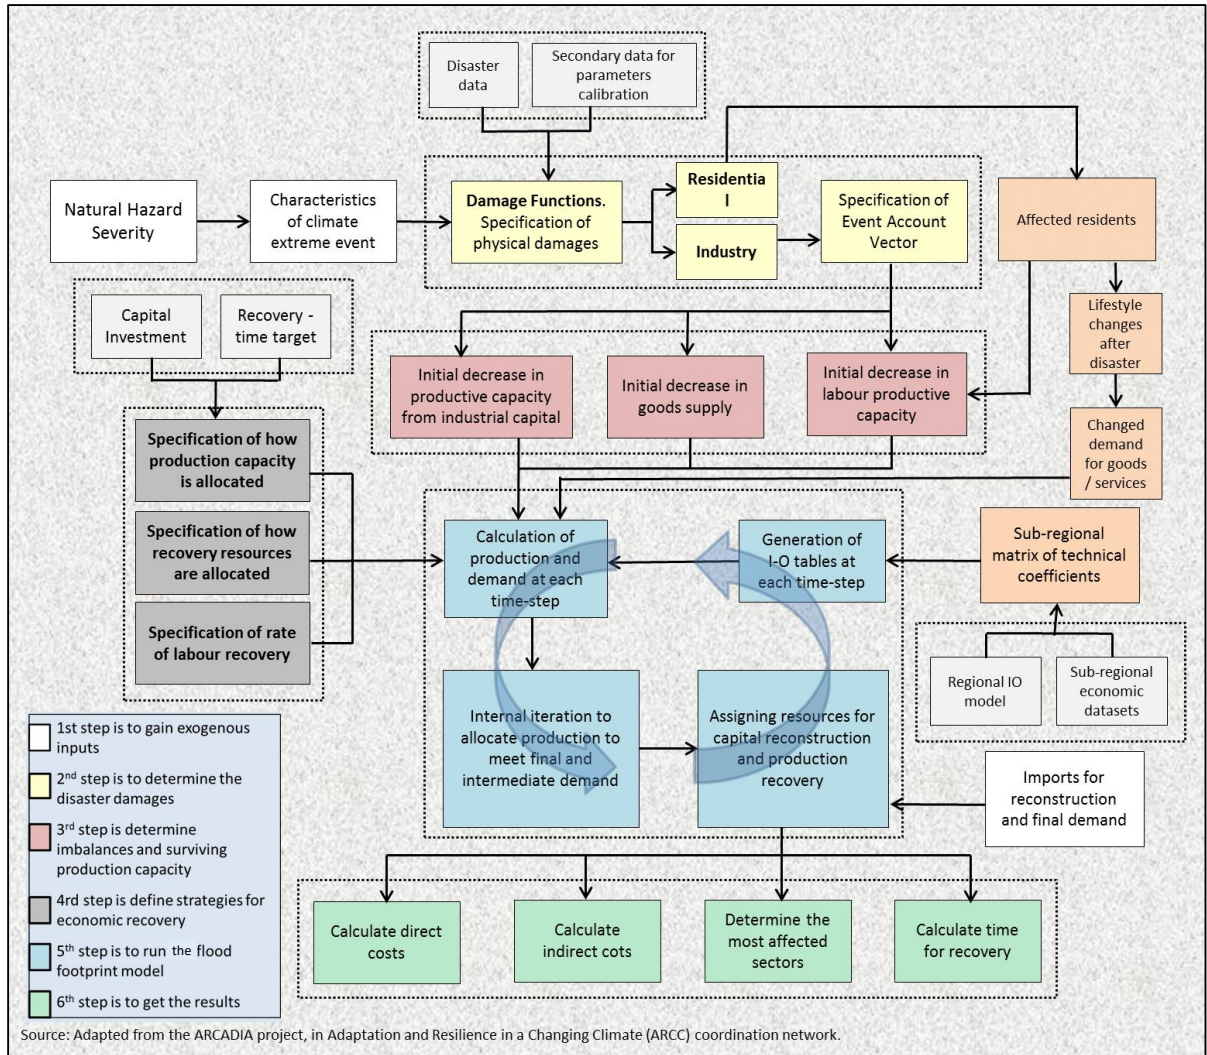 Disaster
data
Secondary data for
parameters
calibration
Natural Hazard
Severity
Characteristics
of climate
extreme event
Damage Functions.
Specification of
physical damages
Residentia
l
Industry
Specification of
Event Account
Vector
Affected residents
Capital
Investment
Recovery -
time target
Lifestyle
changes
after
disaster
Initial decrease in
productive capacity
from industrial capital
Initial decrease in
goods supply
Initial decrease in
labour productive
capacity
Changed
demand
for goods
/ services
Specification of how
production capacity
is allocated
Specification of how
recovery resources
are allocated
Specification of rate
of labour recovery
Calculation of
production and
demand at each
time-step
Generation of
I-O tables at
each time-step
Sub-regional
matrix of technical
coefficients
Regional IO
model
Sub-regional
economic
datasets
Internal iteration to
allocate production to
meet final and
intermediate demand
Assigning resources for
capital reconstruction
and production
recovery
Imports for
reconstruction
and final demand
1st step is to gain exogenous
inputs
2nd step is to determine the
disaster damages
3rd step is determine
imbalances and surviving
production capacity
4rd step is define strategies for
economic recovery
5th step is to run the flood
footprint model
6th step is to get the results
Calculate direct
costs
Calculate
indirect cots
Determine the
most affected
sectors
Calculate time
for recovery
Source: Adapted from the ARCADIA project, in Adaptation and Resilience in a Changing Climate (ARCC) coordination network.